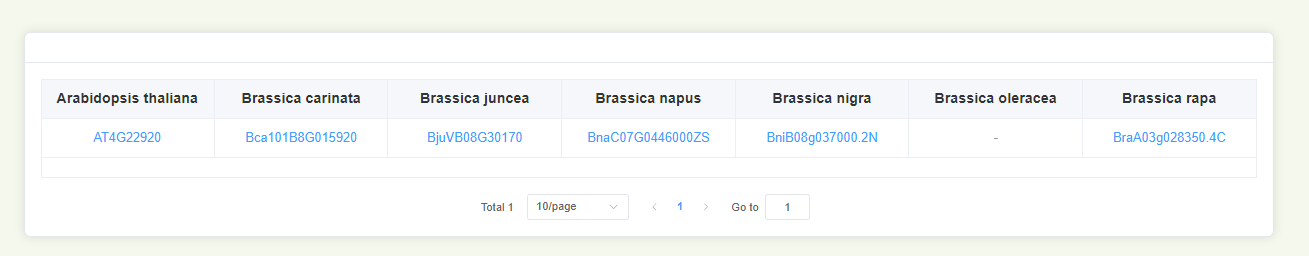 Arabidopsis thaliana Brassica carinata Brassica juncea Brassica napus Brassica nigra Brassica oleracea Brassica rapa
AT4G22920 Bca101B8G015920 BjuVB08G30170 BnaC07G0446000ZS BniB08g037000.2N - BraA03g028350.4C
Total 1 10/page 1 Go to 1